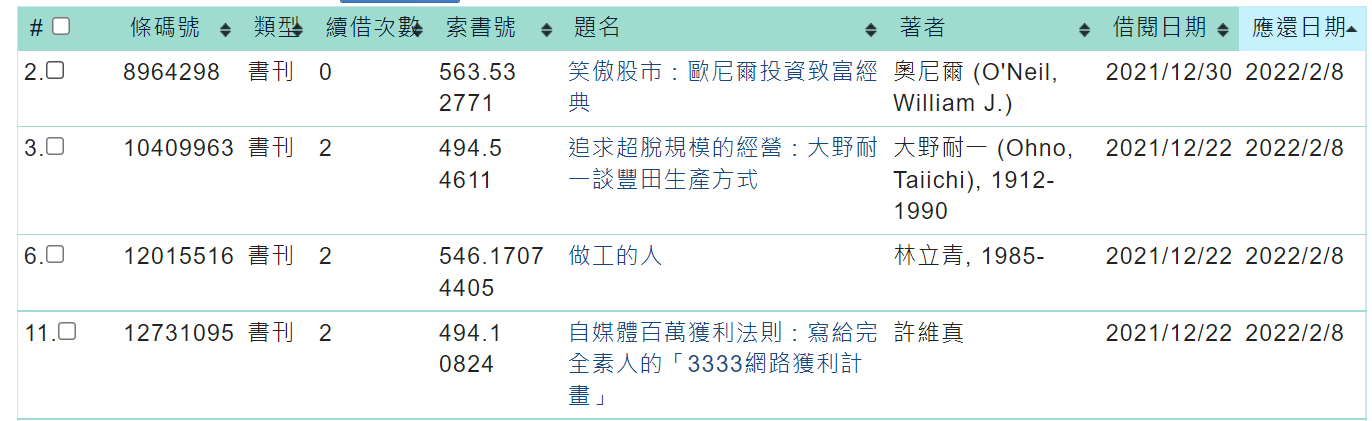 # 條碼號 類型 續借次數 索書號 題名 著者 借閱日期 應還日期
2. 8964298 書刊 0 563.53 笑傲股市：歐尼爾投資致富經 奧尼爾 (O'Neil, 2021/12/30 2022/2/8
2771 典 William J.)
3. 10409963 書刊 2 494.5 追求超脫規模的經營：大野耐 大野耐一 (Ohno, 2021/12/22 2022/2/8
4611 一談豐田生產方式 Taiichi), 1912-
1990
6. 12015516 書刊 2 546.1707 做工的人 林立青, 1985- 2021/12/22 2022/2/8
4405
11. 12731095 書刊 2 494.1 自媒體百萬獲利法則：寫給完 許維真 2021/12/22 2022/2/8
0824 全素人的「3333網路獲利計
畫」